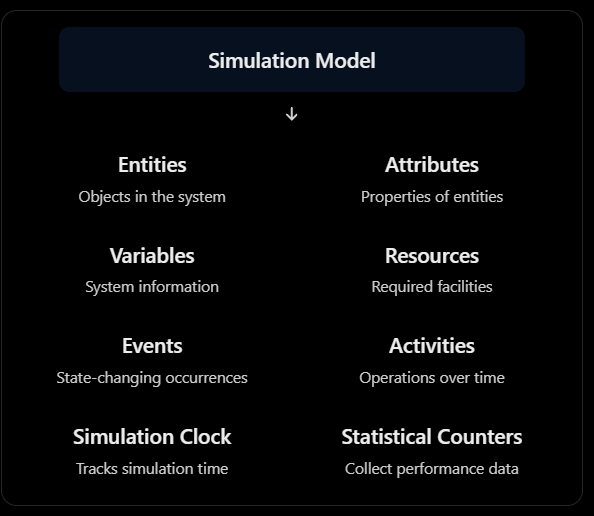 Simulation Model
↓
Entities
Objects in the system
Attributes
Properties of entities
Variables
System information
Resources
Required facilities
Events
State-changing occurrences
Activities
Operations over time
Simulation Clock
Tracks simulation time
Statistical Counters
Collect performance data